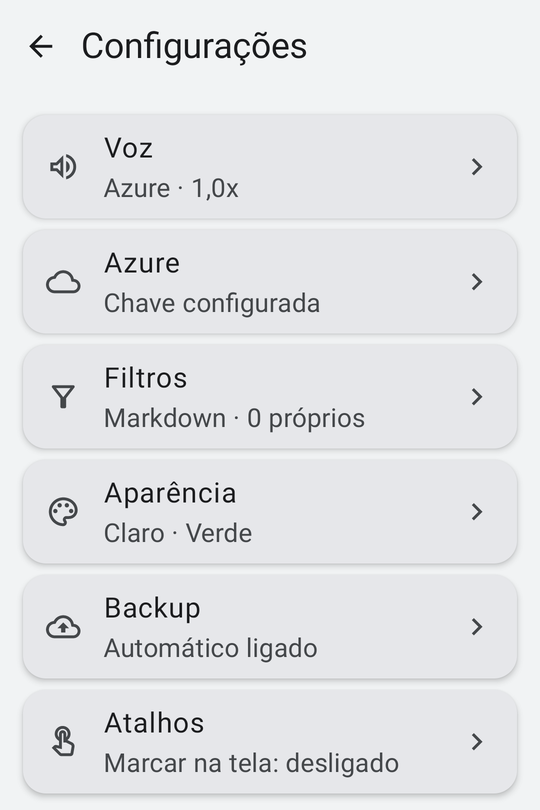 Configurações
Voz
Azure · 1,0x
Azure
Chave configurada
Filtros
Markdown · 0 próprios
Aparência
Claro · Verde
Backup
Automático ligado
Atalhos
Marcar na tela: desligado